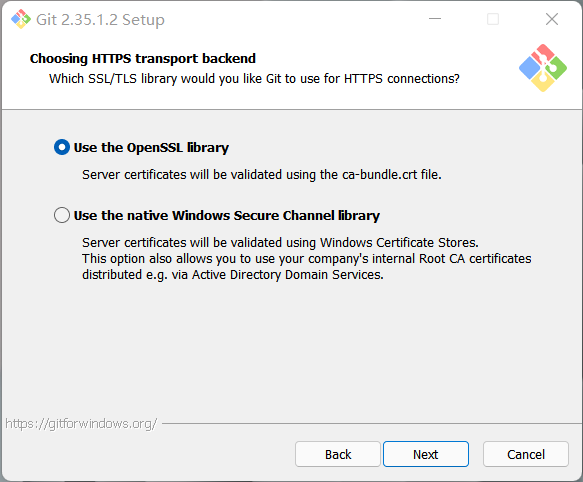 Git 2.35.1.2 Setup
Choosing HTTPS transport backend
Which SSL/TLS library would you like Git to use for HTTPS connections?
Use the OpenSSL library
Server certificates will be validated using the ca-bundle.crt file.
Use the native Windows Secure Channel library
Server certificates will be validated using Windows Certificate Stores.
This option also allows you to use your company's internal Root CA certificates
distributed e.g. via Active Directory Domain Services.
https://gitforwindows.org/
Back Next Cancel